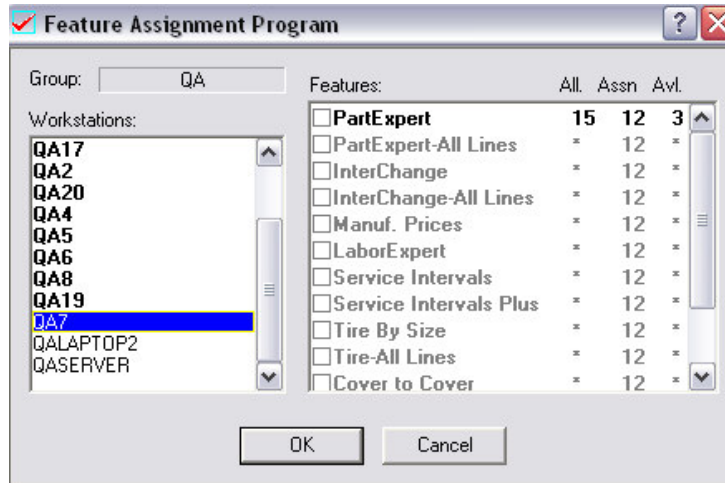 Feature Assignment Program
Group: QA
Workstations:
QA17
QA2
QA20
QA4
QA5
QA6
QA8
QA19
QA7
QALAPTOP2
QASERVER
Features: All. Assn Avl.
PartExpert 15 12 3
PartExpert-All Lines * 12 *
InterChange * 12 *
InterChange-All Lines * 12 *
Manuf. Prices * 12 *
LaborExpert * 12 *
Service Intervals * 12 *
Service Intervals Plus * 12 *
Tire By Size * 12 *
Tire-All Lines * 12 *
Cover to Cover * 12 *
OK Cancel